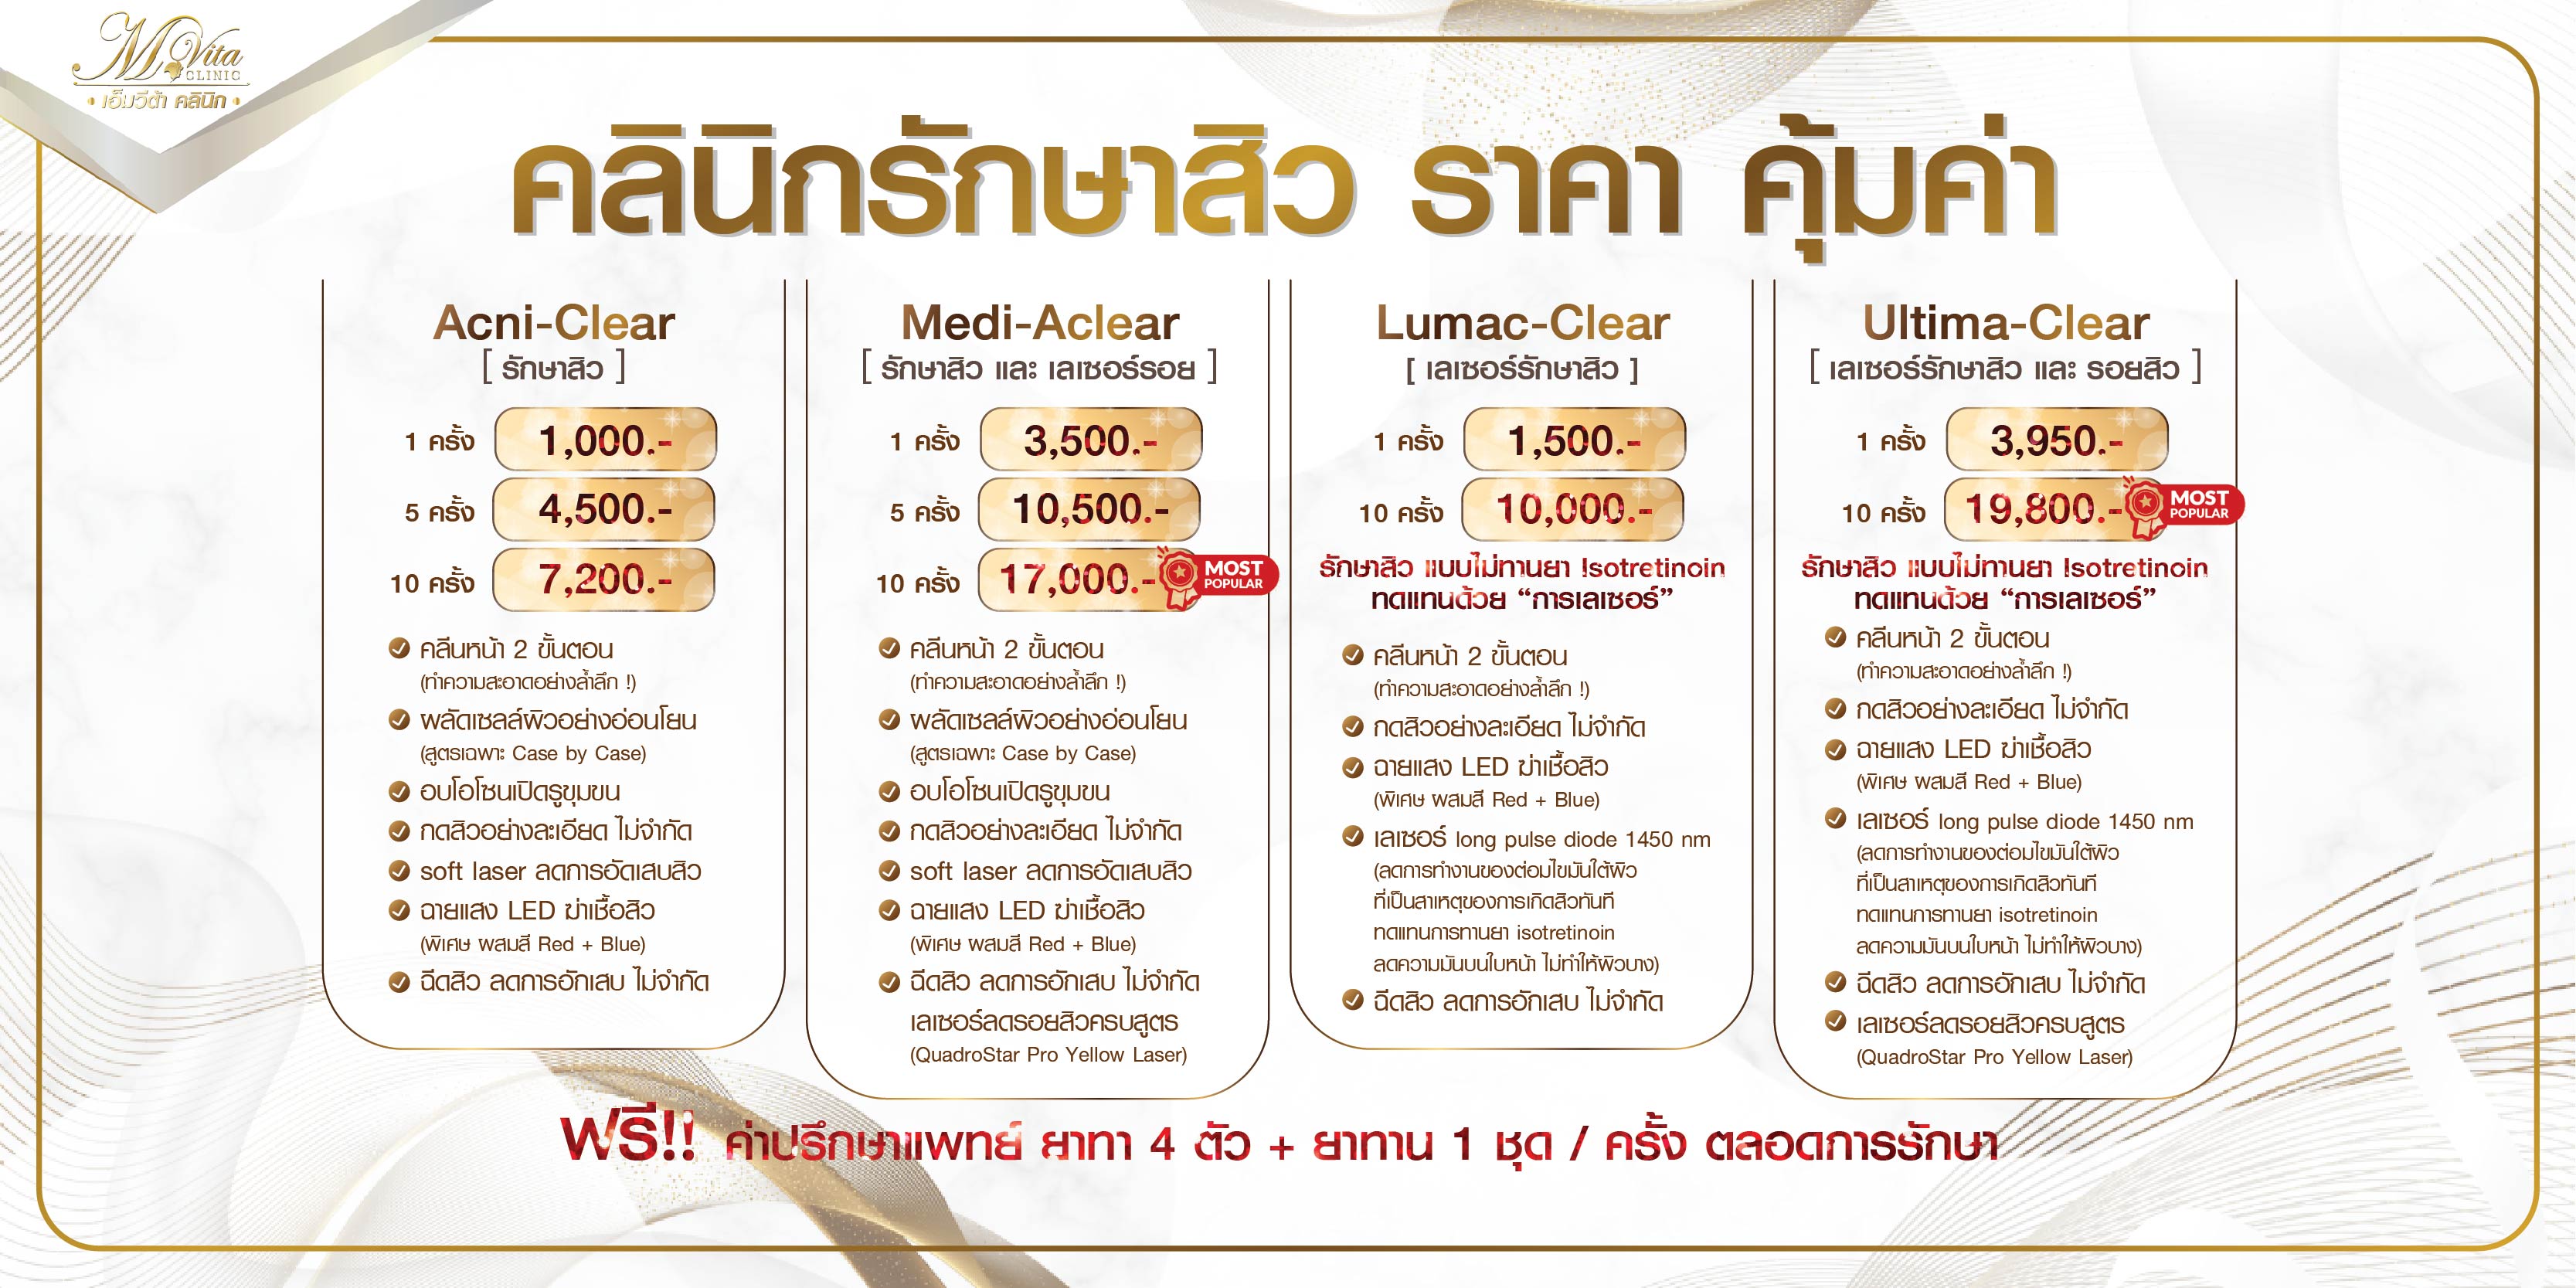 M Vita
CLINIC
• เอ็มวีต้า คลินิก •
คลินิกรักษาสิว ราคา คุ้มค่า
Acni-Clear
[ รักษาสิว ]
1 ครั้ง 1,000.-
5 ครั้ง 4,500.-
10 ครั้ง 7,200.-
คลีนหน้า 2 ขั้นตอน
(ทำความสะอาดอย่างล้ำลึก !)
ผลัดเซลล์ผิวอย่างอ่อนโยน
(สูตรเฉพาะ Case by Case)
อบโอโซนเปิดรูขุมขน
กดสิวอย่างละเอียด ไม่จำกัด
soft laser ลดการอัดเสบสิว
ฉายแสง LED ฆ่าเชื้อสิว
(พิเศษ ผสมสี Red + Blue)
ฉีดสิว ลดการอักเสบ ไม่จำกัด
Medi-Aclear
[ รักษาสิว และ เลเซอร์รอย ]
1 ครั้ง 3,500.-
5 ครั้ง 10,500.-
10 ครั้ง 17,000.- MOST
POPULAR
คลีนหน้า 2 ขั้นตอน
(ทำความสะอาดอย่างล้ำลึก !)
ผลัดเซลล์ผิวอย่างอ่อนโยน
(สูตรเฉพาะ Case by Case)
อบโอโซนเปิดรูขุมขน
กดสิวอย่างละเอียด ไม่จำกัด
soft laser ลดการอัดเสบสิว
ฉายแสง LED ฆ่าเชื้อสิว
(พิเศษ ผสมสี Red + Blue)
ฉีดสิว ลดการอักเสบ ไม่จำกัด
เลเซอร์ลดรอยสิวครบสูตร
(QuadroStar Pro Yellow Laser)
Lumac-Clear
[ เลเซอร์รักษาสิว ]
1 ครั้ง 1,500.-
10 ครั้ง 10,000.-
รักษาสิว แบบไม่ทานยา Isotretinoin
ทดแทนด้วย “การเลเซอร์”
คลีนหน้า 2 ขั้นตอน
(ทำความสะอาดอย่างล้ำลึก !)
กดสิวอย่างละเอียด ไม่จำกัด
ฉายแสง LED ฆ่าเชื้อสิว
(พิเศษ ผสมสี Red + Blue)
เลเซอร์ long pulse diode 1450 nm
(ลดการทำงานของต่อมไขมันใต้ผิว
ที่เป็นสาเหตุของการเกิดสิวทันที
ทดแทนการทานยา isotretinoin
ลดความมันบนใบหน้า ไม่ทำให้ผิวบาง)
ฉีดสิว ลดการอักเสบ ไม่จำกัด
Ultima-Clear
[ เลเซอร์รักษาสิว และ รอยสิว ]
1 ครั้ง 3,950.-
10 ครั้ง 19,800.- MOST
POPULAR
รักษาสิว แบบไม่ทานยา Isotretinoin
ทดแทนด้วย “การเลเซอร์”
คลีนหน้า 2 ขั้นตอน
(ทำความสะอาดอย่างล้ำลึก !)
กดสิวอย่างละเอียด ไม่จำกัด
ฉายแสง LED ฆ่าเชื้อสิว
(พิเศษ ผสมสี Red + Blue)
เลเซอร์ long pulse diode 1450 nm
(ลดการทำงานของต่อมไขมันใต้ผิว
ที่เป็นสาเหตุของการเกิดสิวทันที
ทดแทนการทานยา isotretinoin
ลดความมันบนใบหน้า ไม่ทำให้ผิวบาง)
ฉีดสิว ลดการอักเสบ ไม่จำกัด
เลเซอร์ลดรอยสิวครบสูตร
(QuadroStar Pro Yellow Laser)
ฟรี!! ค่าปรึกษาแพทย์ ยาทา 4 ตัว + ยาทาน 1 ชุด / ครั้ง ตลอดการรักษา